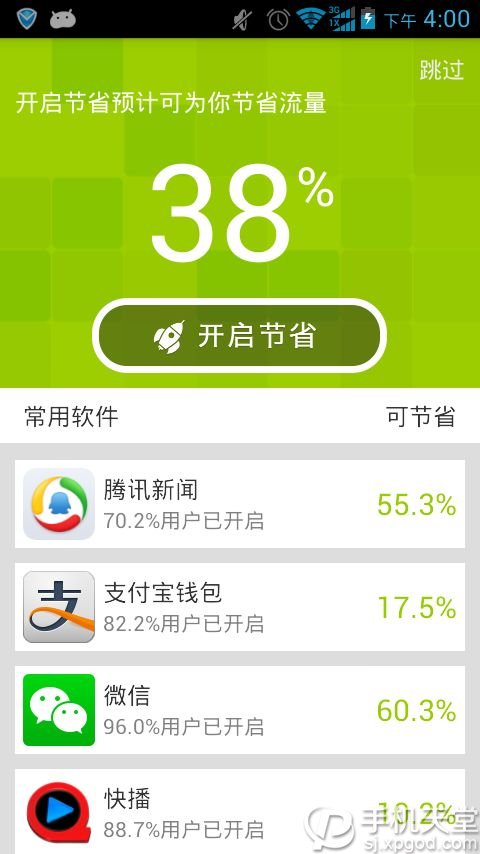 3G
1X
下午 4:00
跳过
开启节省预计可为你节省流量
38%
开启节省
常用软件 可节省
腾讯新闻
70.2%用户已开启
55.3%
支付宝钱包
82.2%用户已开启
17.5%
微信
96.0%用户已开启
60.3%
快播
88.7%用户已开启
10.2%
手机天堂
sj.xpgod.com